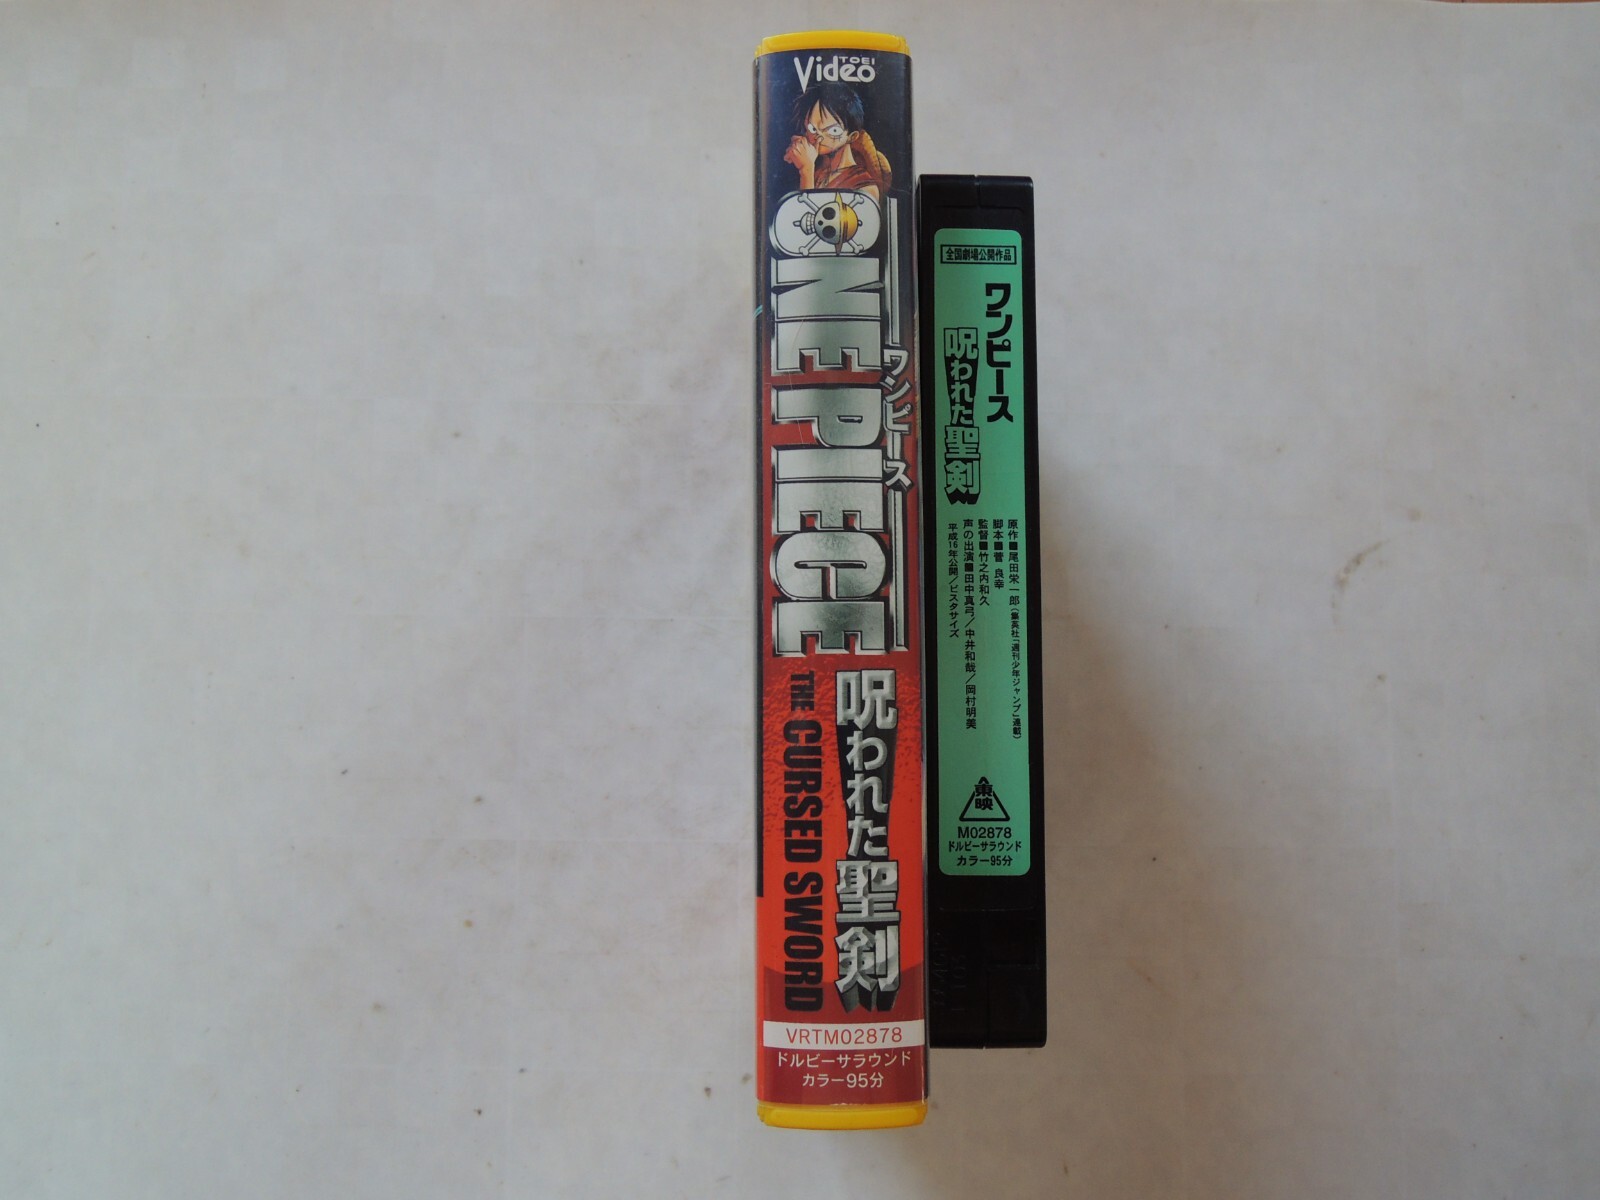 TOEI
Video
ONE PIECE
ワンピース
呪われた聖剣
THE CURSED SWORD
VRTM02878
ドルビーサラウンド
カラー95分
全国劇場公開作品
ワンピース
呪われた聖剣
原作■尾田栄一郎(集英社「週刊少年ジャンプ」連載)
脚本■菅 良幸
監督■竹之内和久
声の出演■田中真弓/中井和哉/岡村明美
平成16年公開/ビスタサイズ
東映
M02878
ドルビーサラウンド
カラー95分